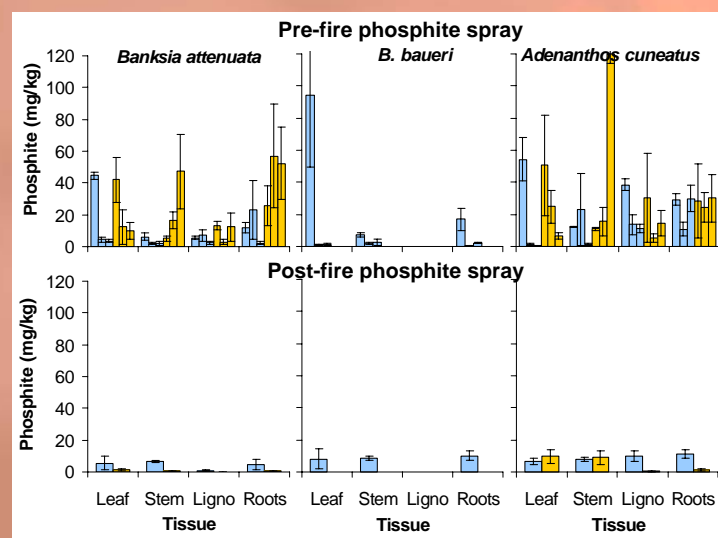 Pre-fire phosphite spray
Banksia attenuata
B. baueri
Adenanthos cuneatus
Phosphite (mg/kg)
120
100
80
60
40
20
0
Post-fire phosphite spray
Phosphite (mg/kg)
120
100
80
60
40
20
0
Leaf Stem Ligno Roots
Leaf Stem Ligno Roots
Leaf Stem Ligno Roots
Tissue
Tissue
Tissue